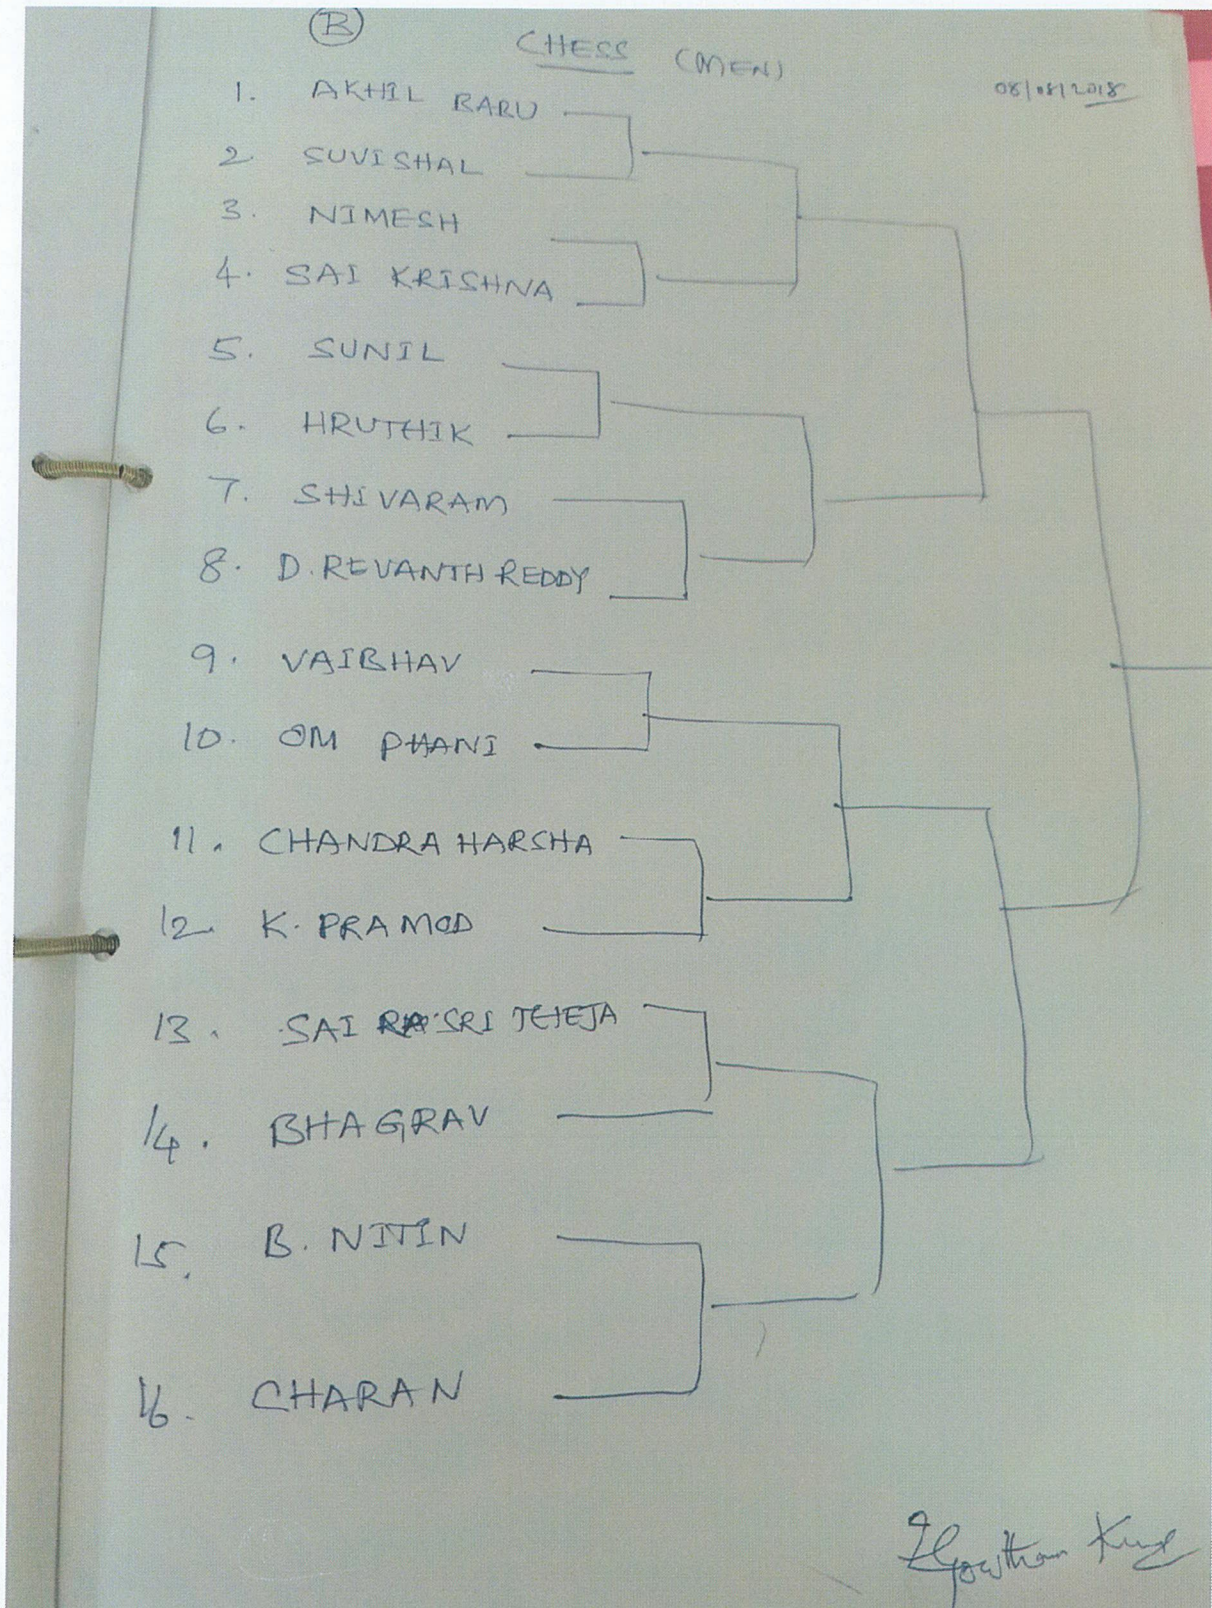 B
CHESS (MEN)
08/08/2018
1. AKHIL BABU
2 SUVISHAL
3. NIMESH
4. SAI KRISHNA
5. SUNIL
6. HRUTHIK
7. SHIVARAM
8. D. REVANTH REDDY
9. VAIBHAV
10. OM PHANI
11. CHANDRA HARSHA
12. K. PRAMOD
13. SAI SRI TEJA
14. BHAGRAV
15. B. NITIN
16. CHARAN
Gowtham